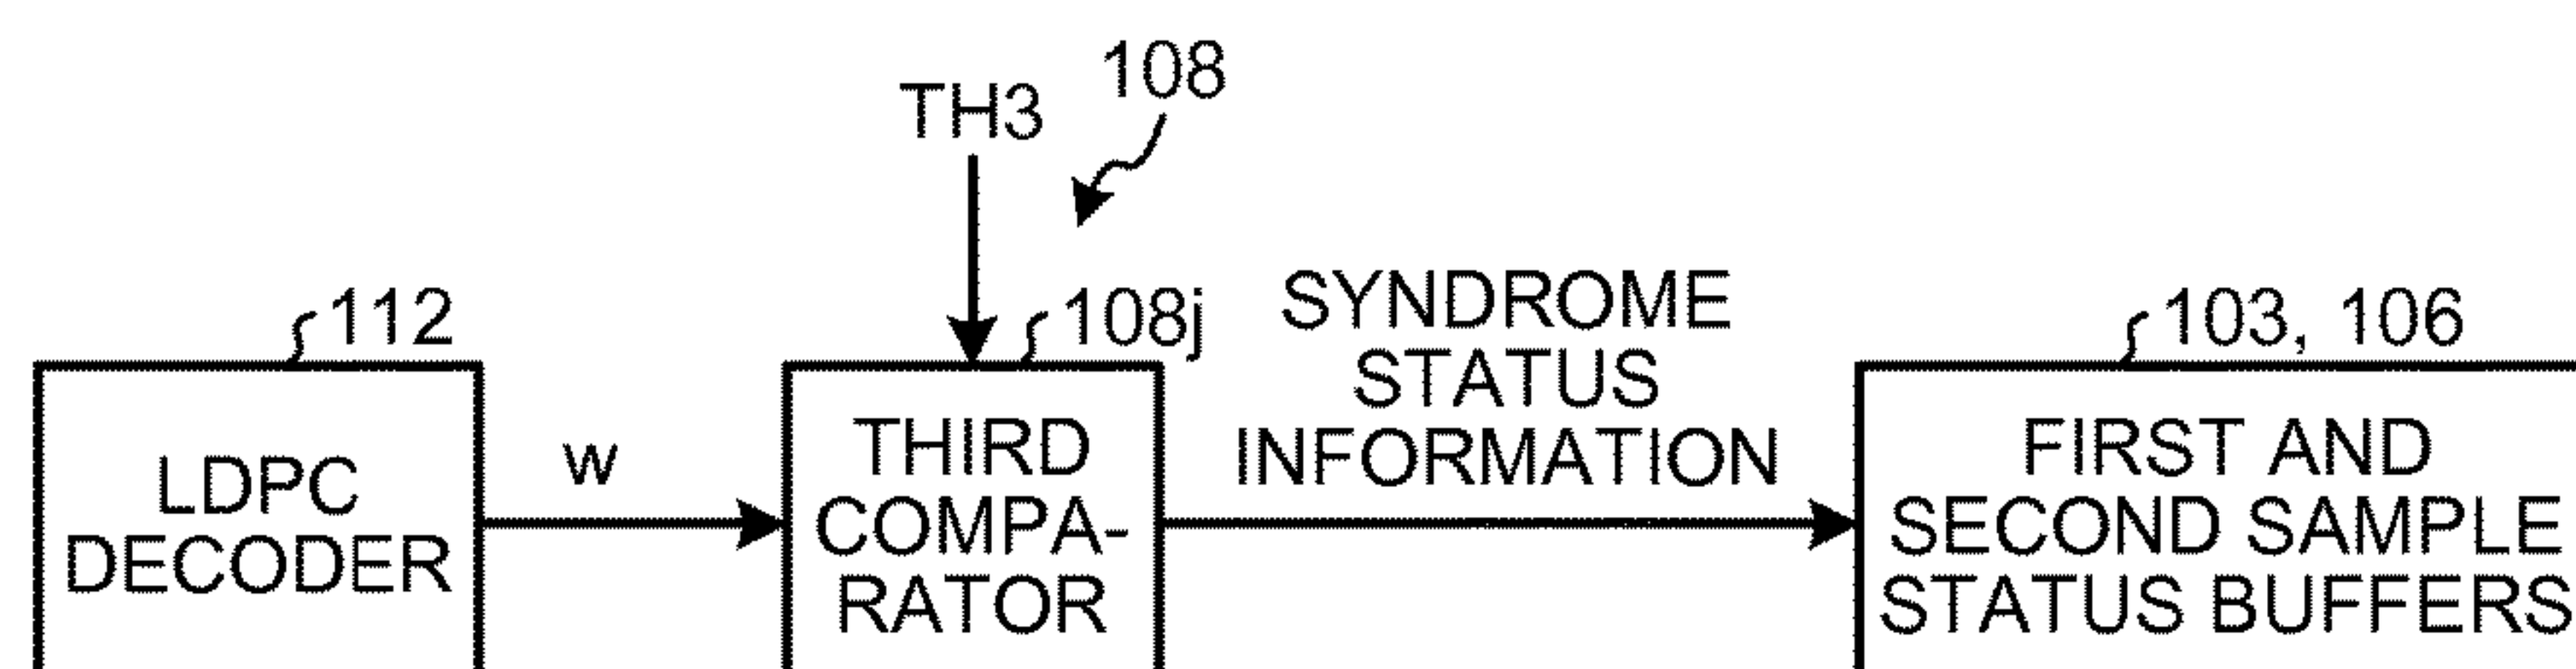 108
TH3
112
108j
SYNDROME
STATUS
INFORMATION
103, 106
LDPC
DECODER
w
THIRD
COMPA-
RATOR
FIRST AND
SECOND SAMPLE
STATUS BUFFERS